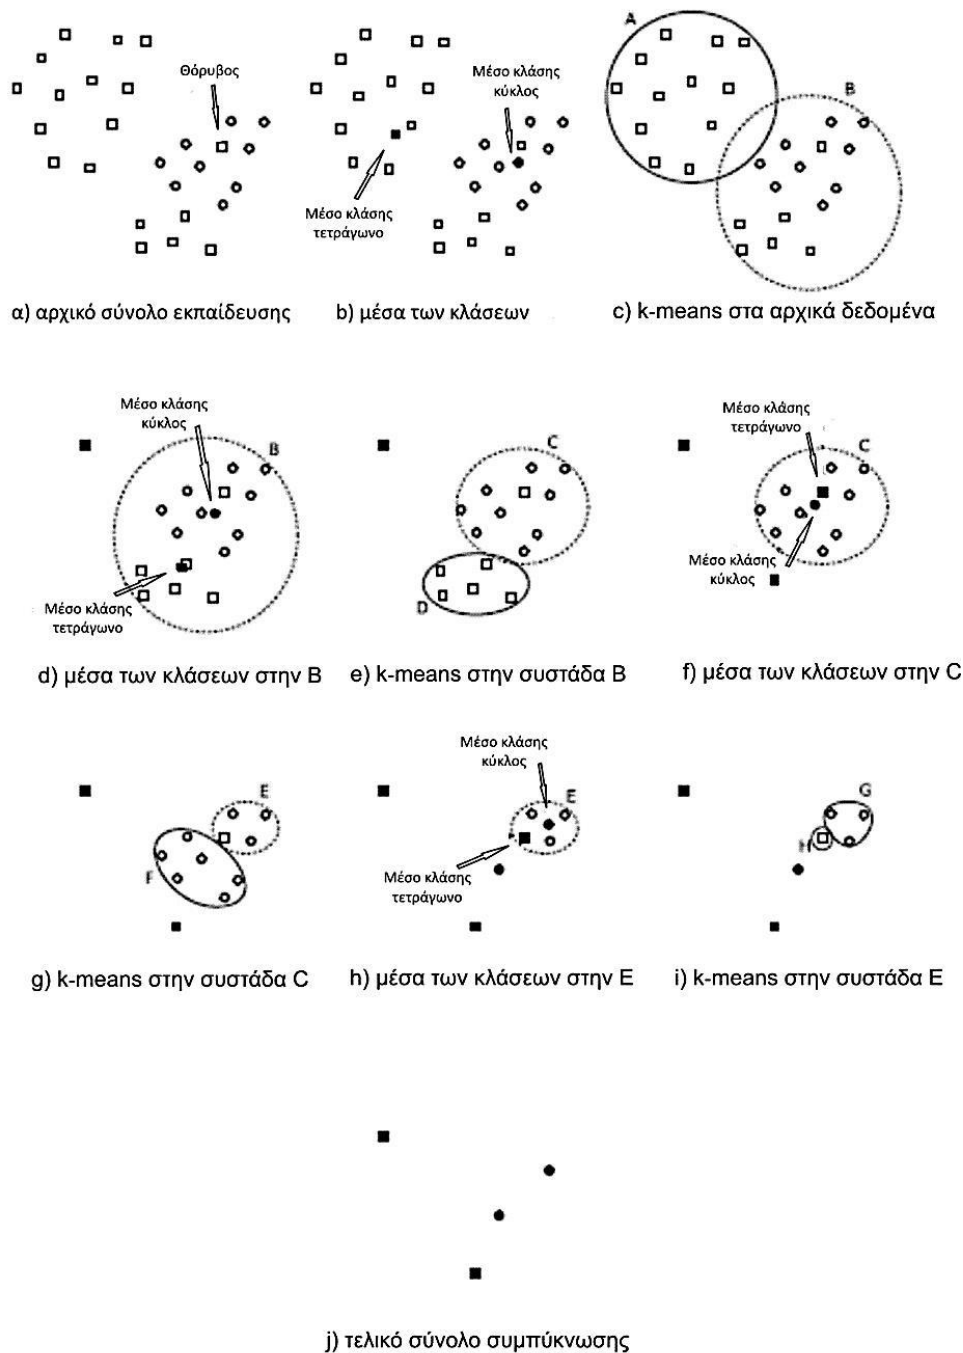 Θόρυβος
Μέσο κλάσης
τετράγωνο
Μέσο κλάσης
κύκλος
A
B
a) αρχικό σύνολο εκπαίδευσης
b) μέσα των κλάσεων
c) k-means στα αρχικά δεδομένα
Μέσο κλάσης
κύκλος
B
Μέσο κλάσης
τετράγωνο
C
D
Μέσο κλάσης
τετράγωνο
C
Μέσο κλάσης
κύκλος
d) μέσα των κλάσεων στην B
e) k-means στην συστάδα B
f) μέσα των κλάσεων στην C
E
F
Μέσο κλάσης
κύκλος
E
Μέσο κλάσης
τετράγωνο
G
H
g) k-means στην συστάδα C
h) μέσα των κλάσεων στην E
i) k-means στην συστάδα E
j) τελικό σύνολο συμπύκνωσης